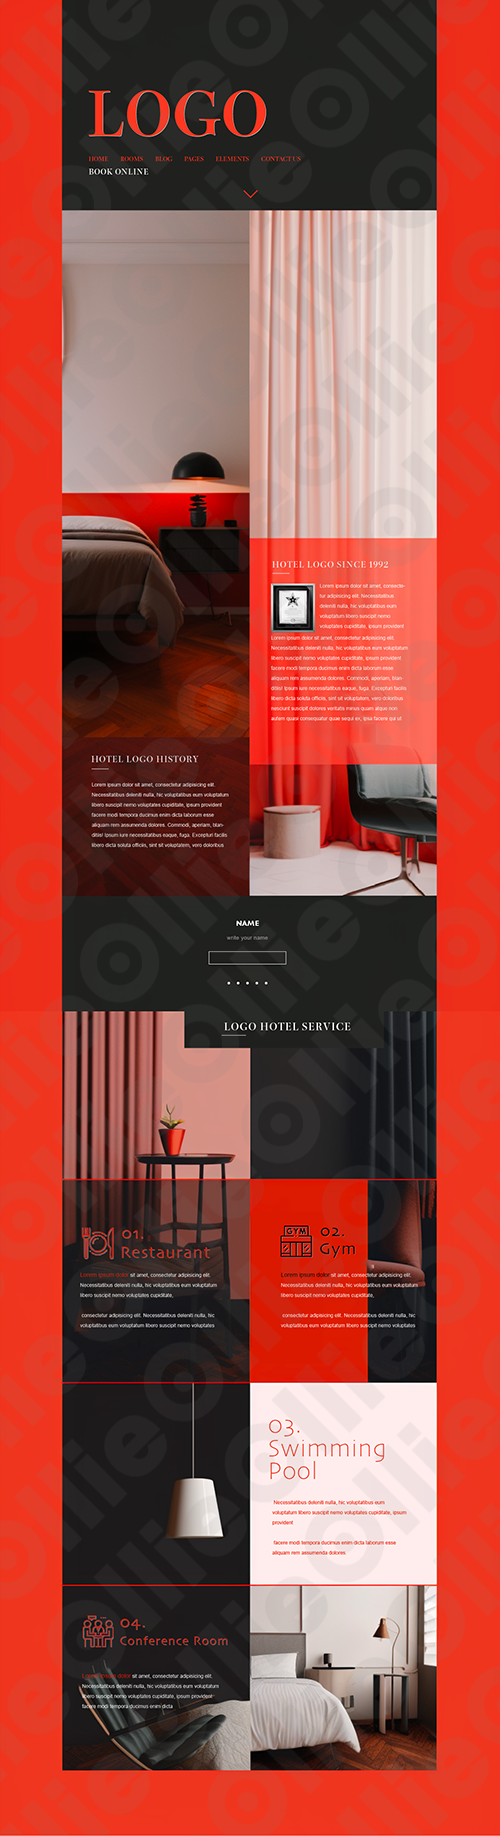 LOGO
HOME ROOMS BLOG PAGES ELEMENTS CONTACT US
BOOK ONLINE
HOTEL LOGO SINCE 1992
Lorem ipsum dolor sit amet, consecte-
tur adipiscing elit. Necessitatibus
deleniti nulla, hic voluptatibus eum
voluptatum libero suscipit nemo
voluptates cupiditate, ipsum provident
Lorem ipsum dolor sit amet, consectetur adipisicing elit.
Necessitatibus deleniti nulla, hic voluptatibus eum voluptatum
libero suscipit nemo voluptates cupiditate, ipsum provident
facere modi tempora ducimus enim dicta laborum esse
aliquam rem assumenda dolores. Commodi, aperiam, blan-
ditiis! Ipsum iure necessitatibus eaque, fuga. Excepturi facilis
libero dicta soluta officiis, sint sit voluptatem, vero doloribus
nesciunt suscipit dolores veritatis minus quam atque non
autem quasi consequatur quae sequi ex, ipsa facere qui ut
HOTEL LOGO HISTORY
Lorem ipsum dolor sit amet, consectetur adipisicing elit.
Necessitatibus deleniti nulla, hic voluptatibus eum voluptatum
libero suscipit nemo voluptates cupiditate, ipsum provident
facere modi tempora ducimus enim dicta laborum esse
aliquam rem assumenda dolores. Commodi, aperiam, blan-
ditiis! Ipsum iure necessitatibus eaque, fuga. Excepturi facilis
libero dicta soluta officiis, sint sit voluptatem, vero doloribus
NAME
write your name
LOGO HOTEL SERVICE
01.
Restaurant
Lorem ipsum dolor sit amet, consectetur adipiscing elit.
Necessitatibus deleniti nulla, hic voluptatibus eum voluptatum
libero suscipit nemo voluptates cupiditate,
consectetur adipisicing elit. Necessitatibus deleniti nulla, hic
voluptatibus eum voluptatum libero suscipit nemo voluptates
GYM
02.
Gym
Lorem ipsum dolor sit amet, consectetur adipiscing elit.
Necessitatibus deleniti nulla, hic voluptatibus eum voluptatum
libero suscipit nemo voluptates cupiditate,
consectetur adipisicing elit. Necessitatibus deleniti nulla, hic
voluptatibus eum voluptatum libero suscipit nemo voluptates
03.
Swimming
Pool
Necessitatibus deleniti nulla, hic voluptatibus eum
voluptatum libero suscipit nemo voluptates cupiditate, ipsum
provident
facere modi tempora ducimus enim dicta laborum esse
aliquam rem assumenda dolores
04.
Conference Room
Lorem ipsum dolor sit amet, consectetur adipiscing elit.
Necessitatibus deleniti nulla, hic voluptatibus eum voluptatum
libero suscipit nemo voluptates cupiditate, ipsum provident
facere modi tempora ducimus enim dicta
Ollie